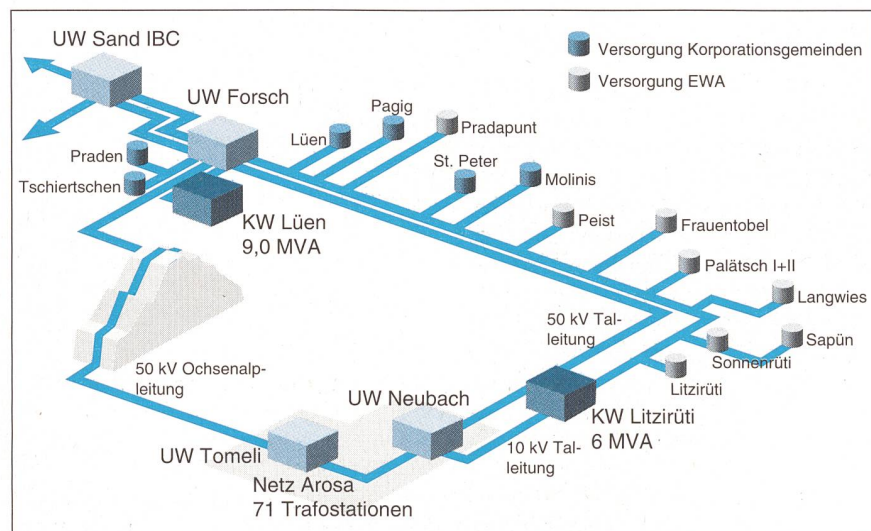 UW Sand IBC
Versorgung Korporationsgemeinden
Versorgung EWA
UW Forsch
Pagig
Lüen
Pradapunt
Praden
St. Peter
Tschiertschen
Molinis
KW Lüen
9,0 MVA
Peist
Frauentobel
Palätsch I+II
Langwies
50 kV Tal-
leitung
Sapün
Sonnenrüti
50 kV Ochsenalp-
leitung
Litzirüti
UW Neubach
KW Litzirüti
6 MVA
UW Tomeli
10 kV Tal-
leitung
Netz Arosa
71 Trafostationen